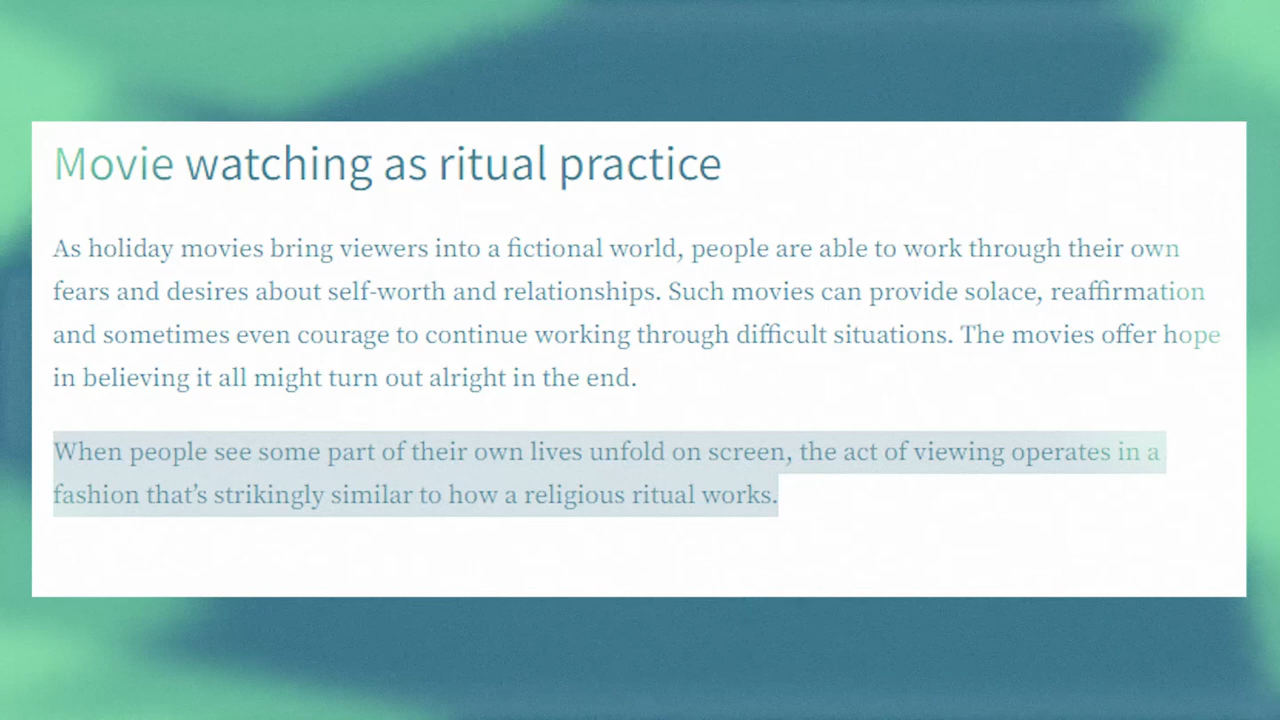 Movie watching as ritual practice
As holiday movies bring viewers into a fictional world, people are able to work through their own
fears and desires about self-worth and relationships. Such movies can provide solace, reaffirmation
and sometimes even courage to continue working through difficult situations. The movies offer hope
in believing it all might turn out alright in the end.
When people see some part of their own lives unfold on screen, the act of viewing operates in a
fashion that’s strikingly similar to how a religious ritual works.